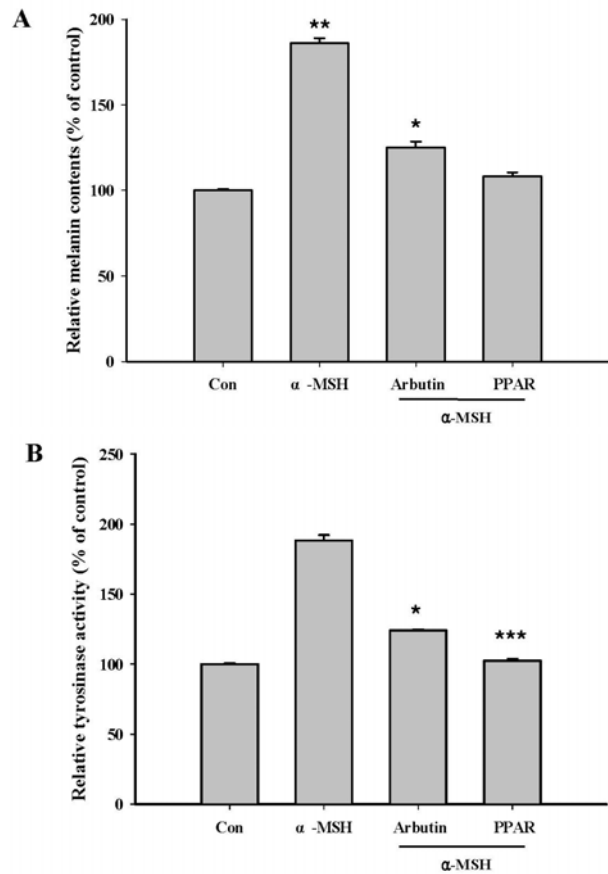 A
Relative melanin contents (% of control)
200
150
100
50
0
**
*
Con α -MSH Arbutin PPAR
α-MSH
B
Relative tyrosinase activity (% of control)
250
200
150
100
50
0
*
***
Con α -MSH Arbutin PPAR
α-MSH